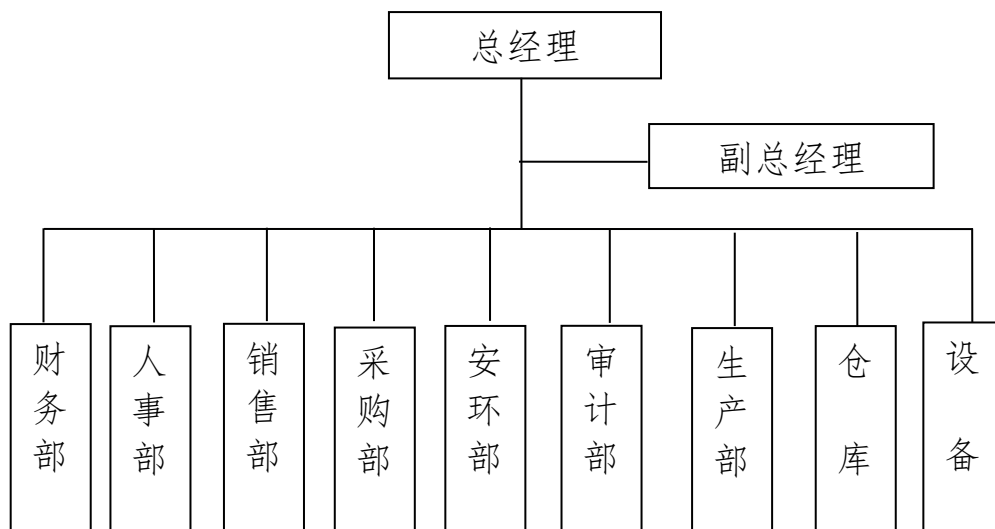 总经理
副总经理
财务部
人事部
销售部
采购部
安环部
审计部
生产部
仓库
设备